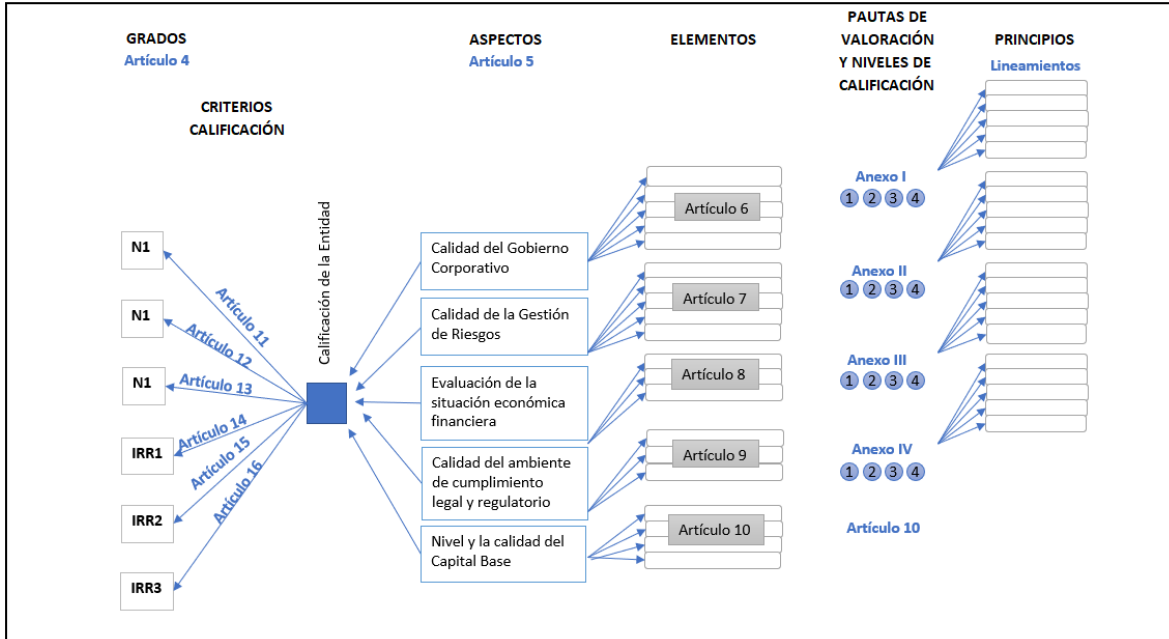 GRADOS
Artículo 4
CRITERIOS
CALIFICACIÓN
ASPECTOS
Artículo 5
ELEMENTOS
PAUTAS DE
VALORACIÓN
Y NIVELES DE
CALIFICACIÓN
PRINCIPIOS
Lineamientos
N1
N1
N1
IRR1
IRR2
IRR3
Artículo 11
Artículo 12
Artículo 13
Artículo 14
Artículo 15
Artículo 16
Calificación de la Entidad
Calidad del Gobierno
Corporativo
Calidad de la Gestión
de Riesgos
Evaluación de la
situación económica
financiera
Calidad del ambiente
de cumplimiento
legal y regulatorio
Nivel y la calidad del
Capital Base
Artículo 6
Artículo 7
Artículo 8
Artículo 9
Artículo 10
Anexo I
1 2 3 4
Anexo II
1 2 3 4
Anexo III
1 2 3 4
Anexo IV
1 2 3 4
Artículo 10